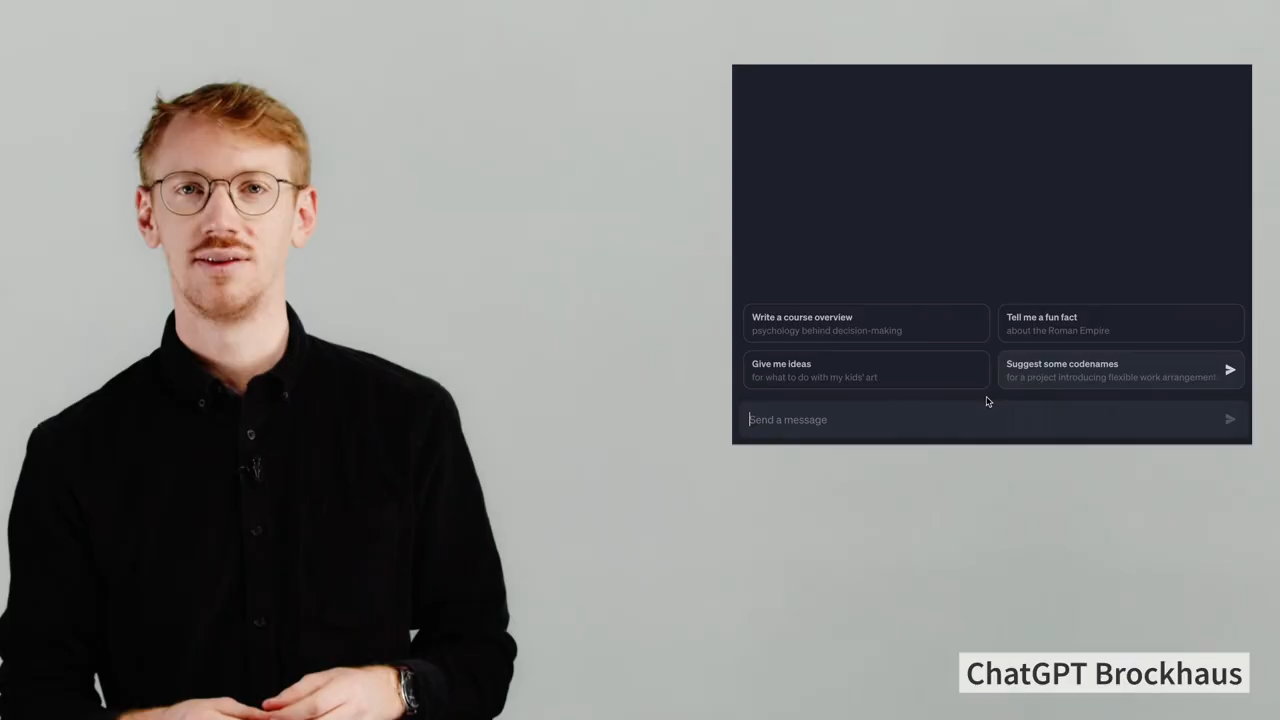 Write a course overview
psychology behind decision-making
Tell me a fun fact
about the Roman Empire
Give me ideas
for what to do with my kids' art
Suggest some codenames
for a project introducing flexible work arrangement
Send a message
ChatGPT Brockhaus